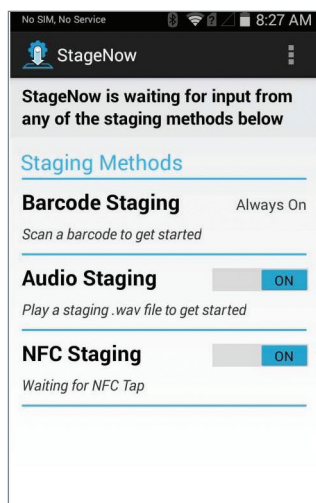 No SIM, No Service 8:27 AM
StageNow
StageNow is waiting for input from
any of the staging methods below
Staging Methods
Barcode Staging Always On
Scan a barcode to get started
Audio Staging ON
Play a staging .wav file to get started
NFC Staging ON
Waiting for NFC Tap